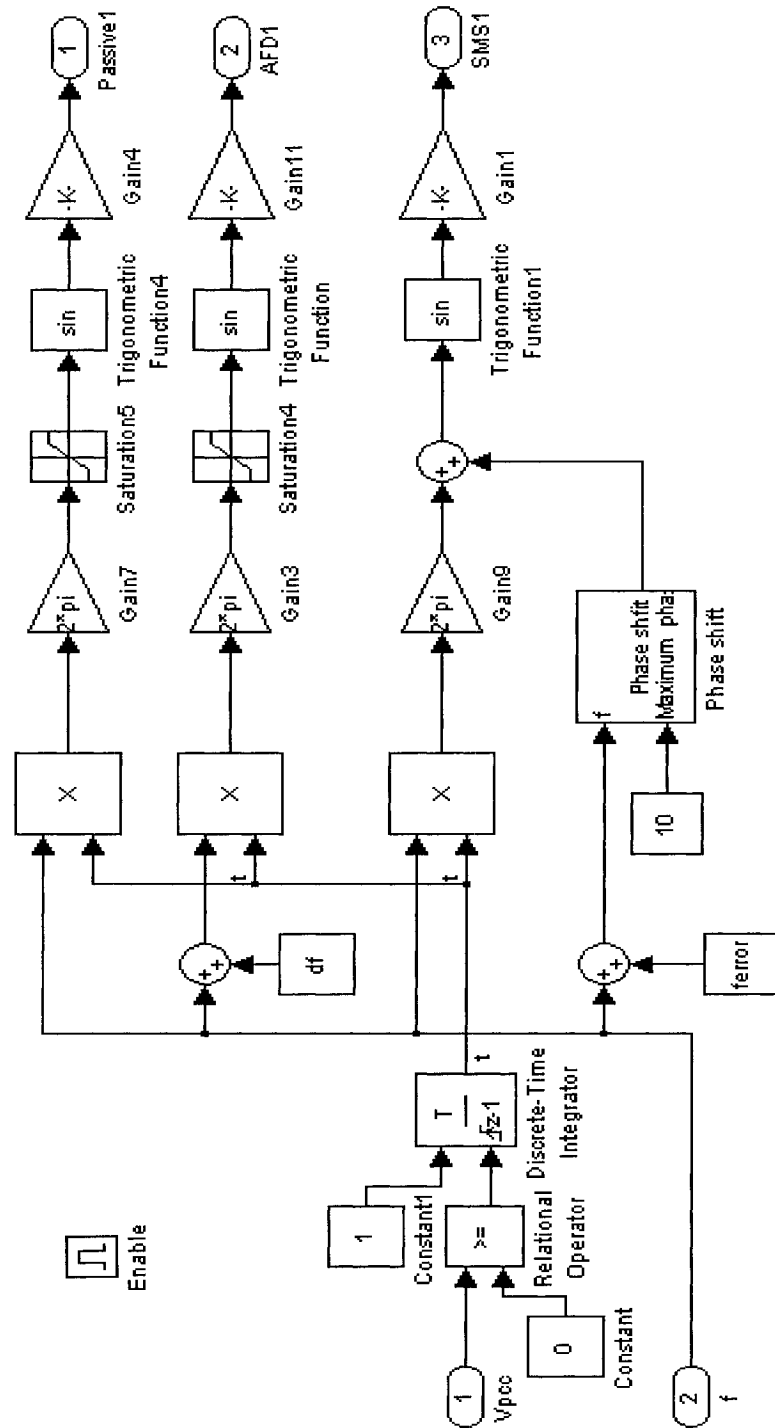 Enable
1
Vpcc
0
Constant
1
Constant1
>=
Relational
Operator
T
z-1
Discrete-Time
Integrator
t
2
f
df
ferror
10
f
Phase shfit
Maximum pha
Phase shift
X
2*pi
Gain7
Saturation5
sin
Trigonometric
Function4
-K-
Gain4
1
Passive1
t
X
2*pi
Gain3
Saturation4
sin
Trigonometric
Function
-K-
Gain11
2
AFD1
t
X
2*pi
Gain9
+
+
sin
Trigonometric
Function1
-K-
Gain1
3
SMS1
+
+
+
+